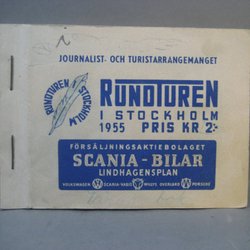 JOURNALIST- OCH TURISTARRANGEMANGET
RUNDTUREN
STOCKHOLM
RUNDTUREN
I STOCKHOLM
1955 PRIS KR 2:-
FÖRSÄLJNINGSAKTIEBOLAGET
SCANIA-BILAR
LINDHAGENSPLAN
VOLKSWAGEN SCANIA-VABIS WILLYS OVERLAND PORSCHE